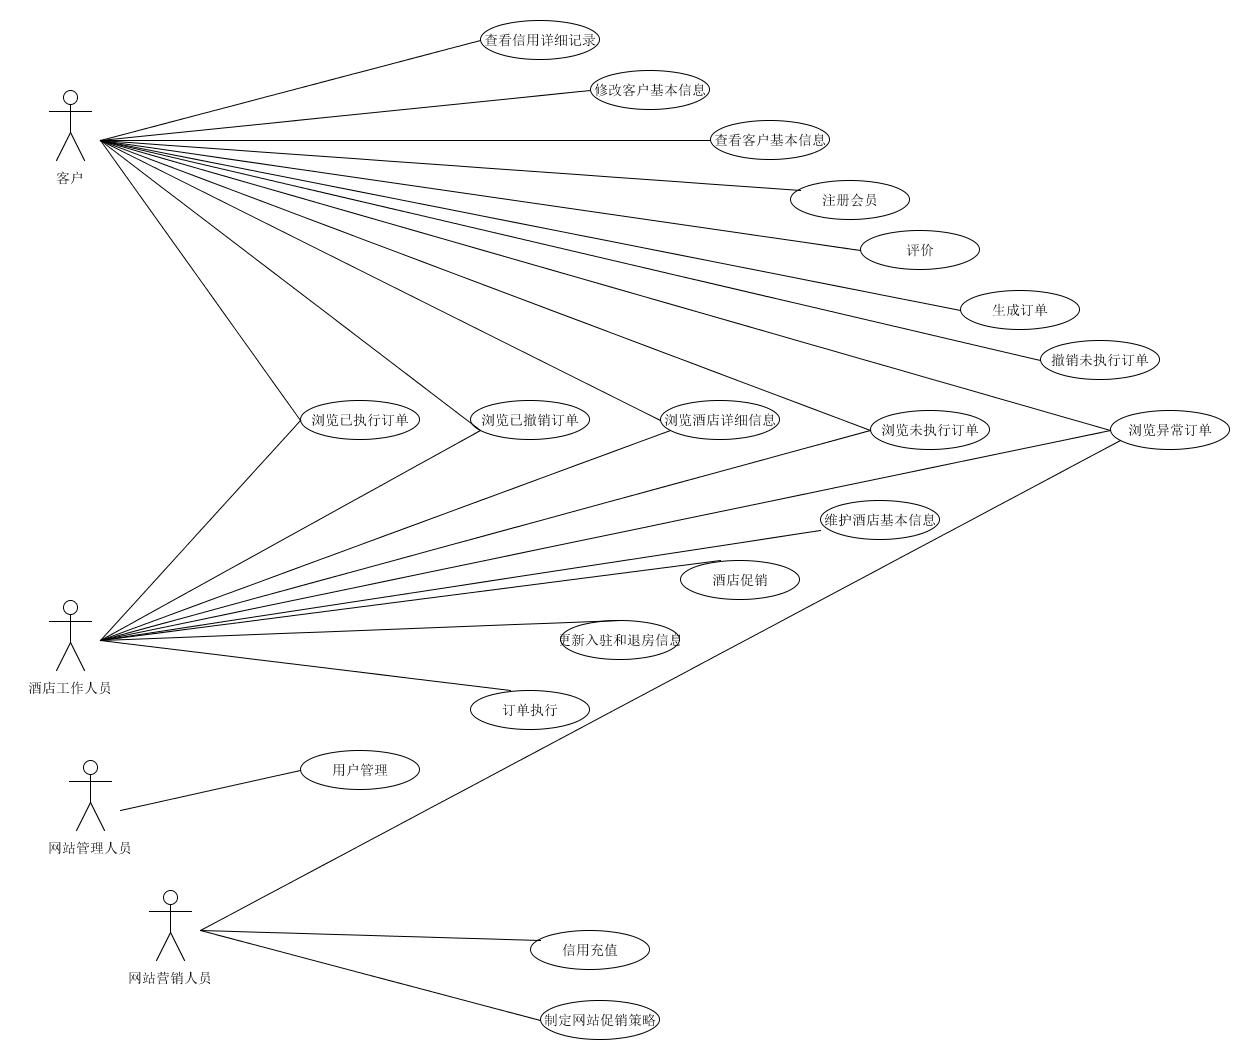 查看信用详细记录
修改客户基本信息
查看客户基本信息
客户
注册会员
评价
生成订单
撤销未执行订单
浏览已执行订单
浏览已撤销订单
浏览酒店详细信息
浏览未执行订单
浏览异常订单
维护酒店基本信息
酒店促销
更新入驻和退房信息
酒店工作人员
订单执行
用户管理
网站管理人员
信用充值
网站营销人员
制定网站促销策略